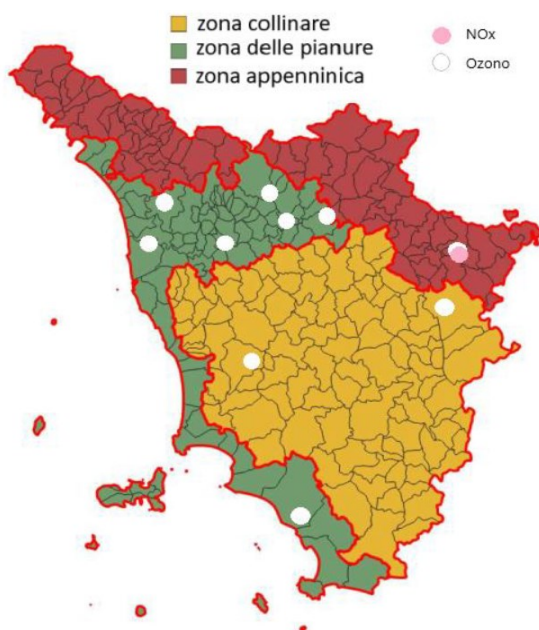 zona collinare
zona delle pianure
zona appenninica
NOx
Ozono